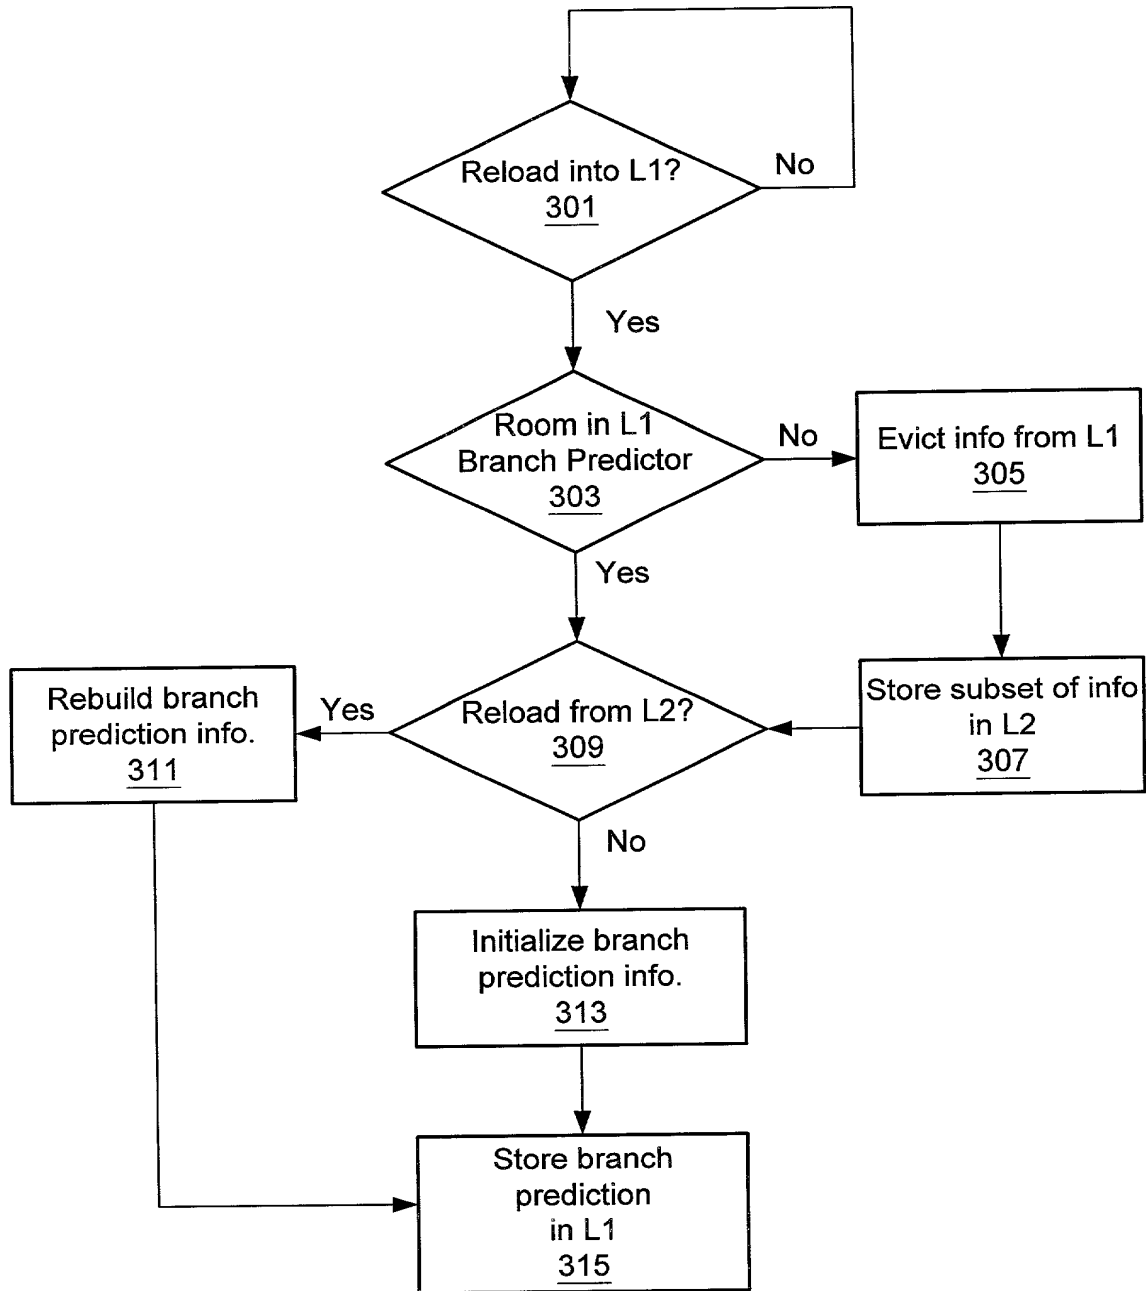 Reload into L1?
301
No
Yes
Room in L1
Branch Predictor
303
No
Evict info from L1
305
Yes
Rebuild branch
prediction info.
311
Yes
Reload from L2?
309
Store subset of info
in L2
307
No
Initialize branch
prediction info.
313
Store branch
prediction
in L1
315